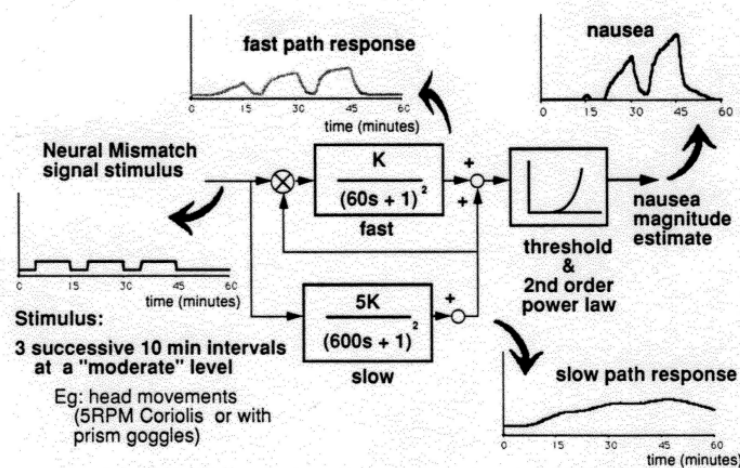 fast path response
0 15 30 45 60
time (minutes)
nausea
0 15 30 45 60
time (minutes)
Neural Mismatch
signal stimulus
K
(60s + 1)²
fast
+
+
nausea
magnitude
estimate
threshold
&
2nd order
power law
0 15 30 45 60
time (minutes)
5K
(600s + 1)²
slow
+
Stimulus:
3 successive 10 min intervals
at a "moderate" level
Eg: head movements
(5RPM Coriolis or with
prism goggles)
slow path response
0 15 30 45 60
time (minutes)